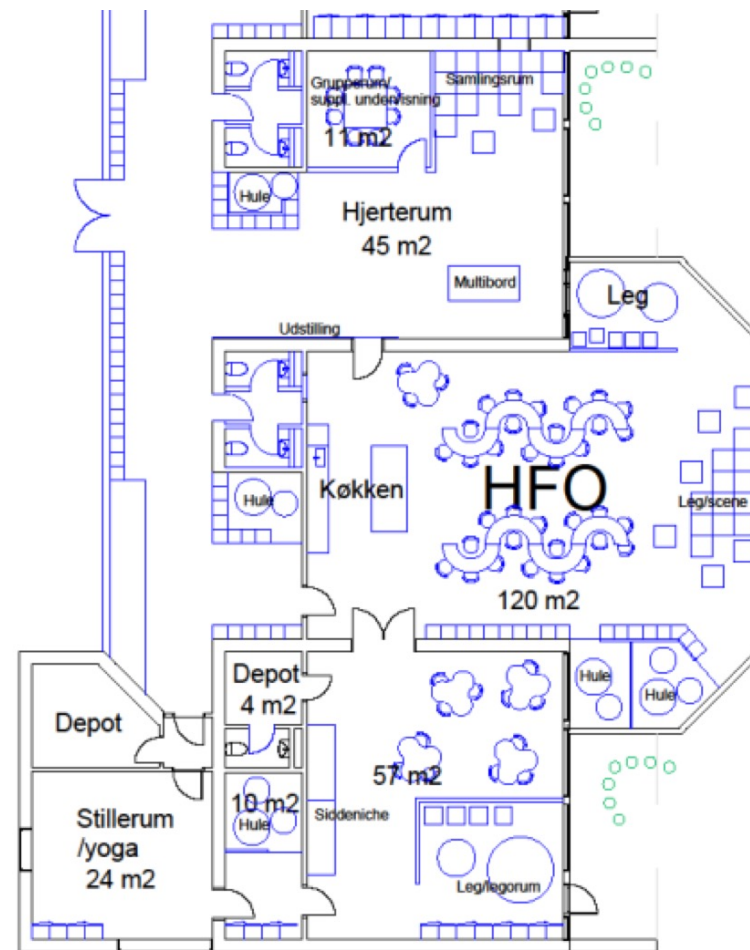 Grupperum/
suppl. undervisning
11 m2
Samlingsrum
Hule
Hjerterum
45 m2
Multibord
Leg
Udstilling
Hule
Køkken
HFO
Leg/scene
120 m2
Depot
4 m2
Hule
Hule
Depot
57 m2
10 m2
Hule
Siddeniche
Stillerum
/yoga
24 m2
Leg/legorum